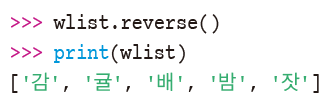 >>> wlist.reverse()
>>> print(wlist)
['감', '귤', '배', '밤', '잣']